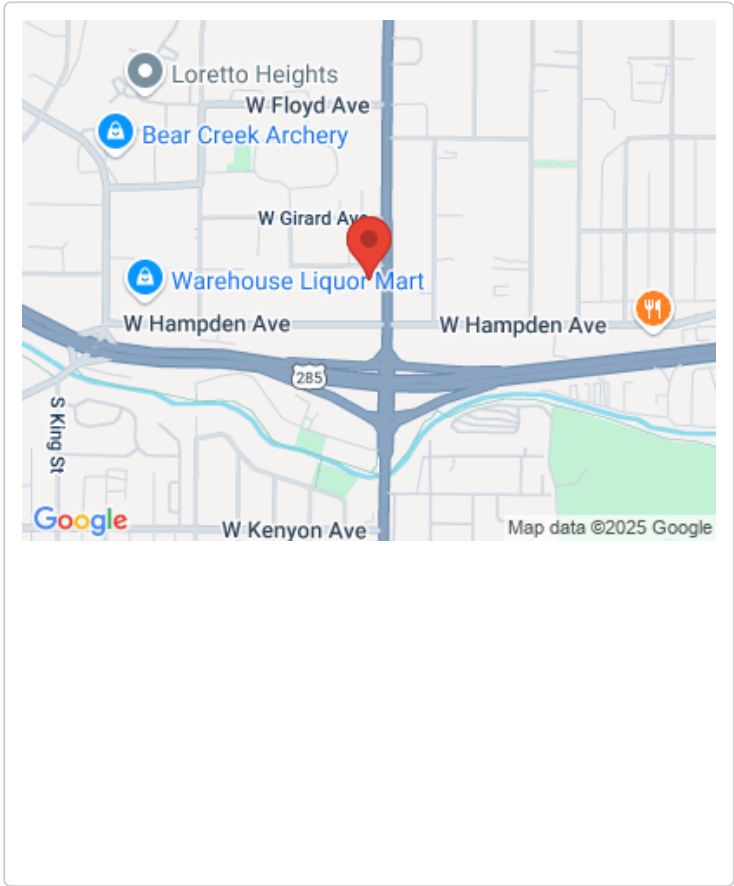 Loretto Heights
W Floyd Ave
Bear Creek Archery
W Girard Ave
Warehouse Liquor Mart
W Hampden Ave
W Hampden Ave
285
S King St
Google
W Kenyon Ave
Map data ©2025 Google